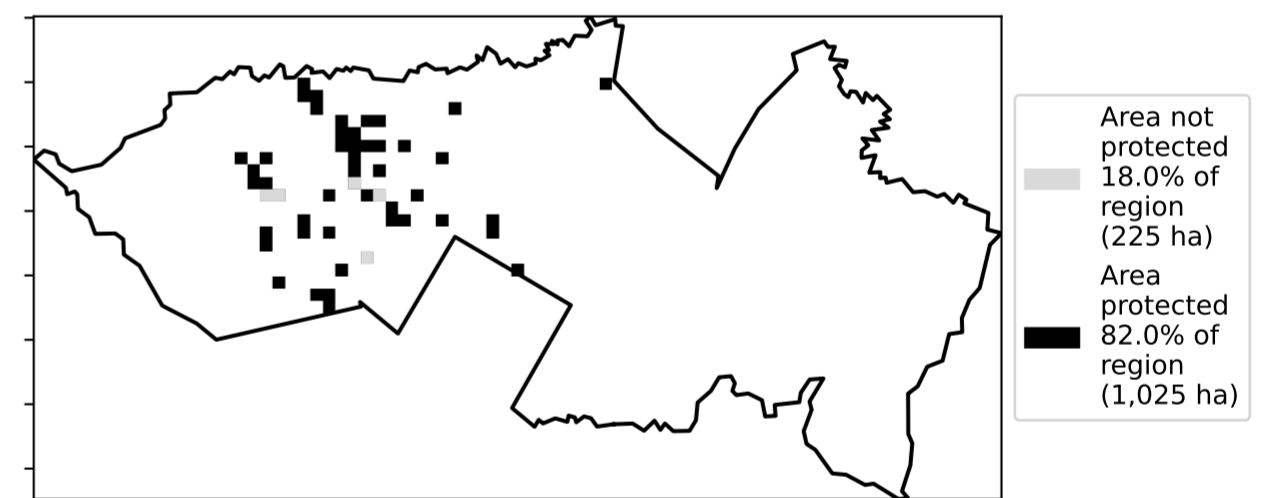 Area not
protected
18.0% of
region
(225 ha)
Area
protected
82.0% of
region
(1,025 ha)